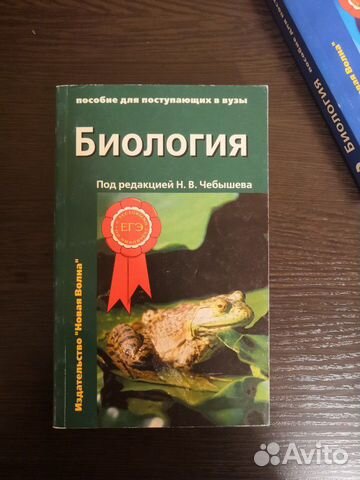 пособие для поступающих в вузы
Биология
Под редакцией Н. В. Чебышева
ЕГЭ
Издательство "Новая Волна"
БИОЛОГИЯ
Avito